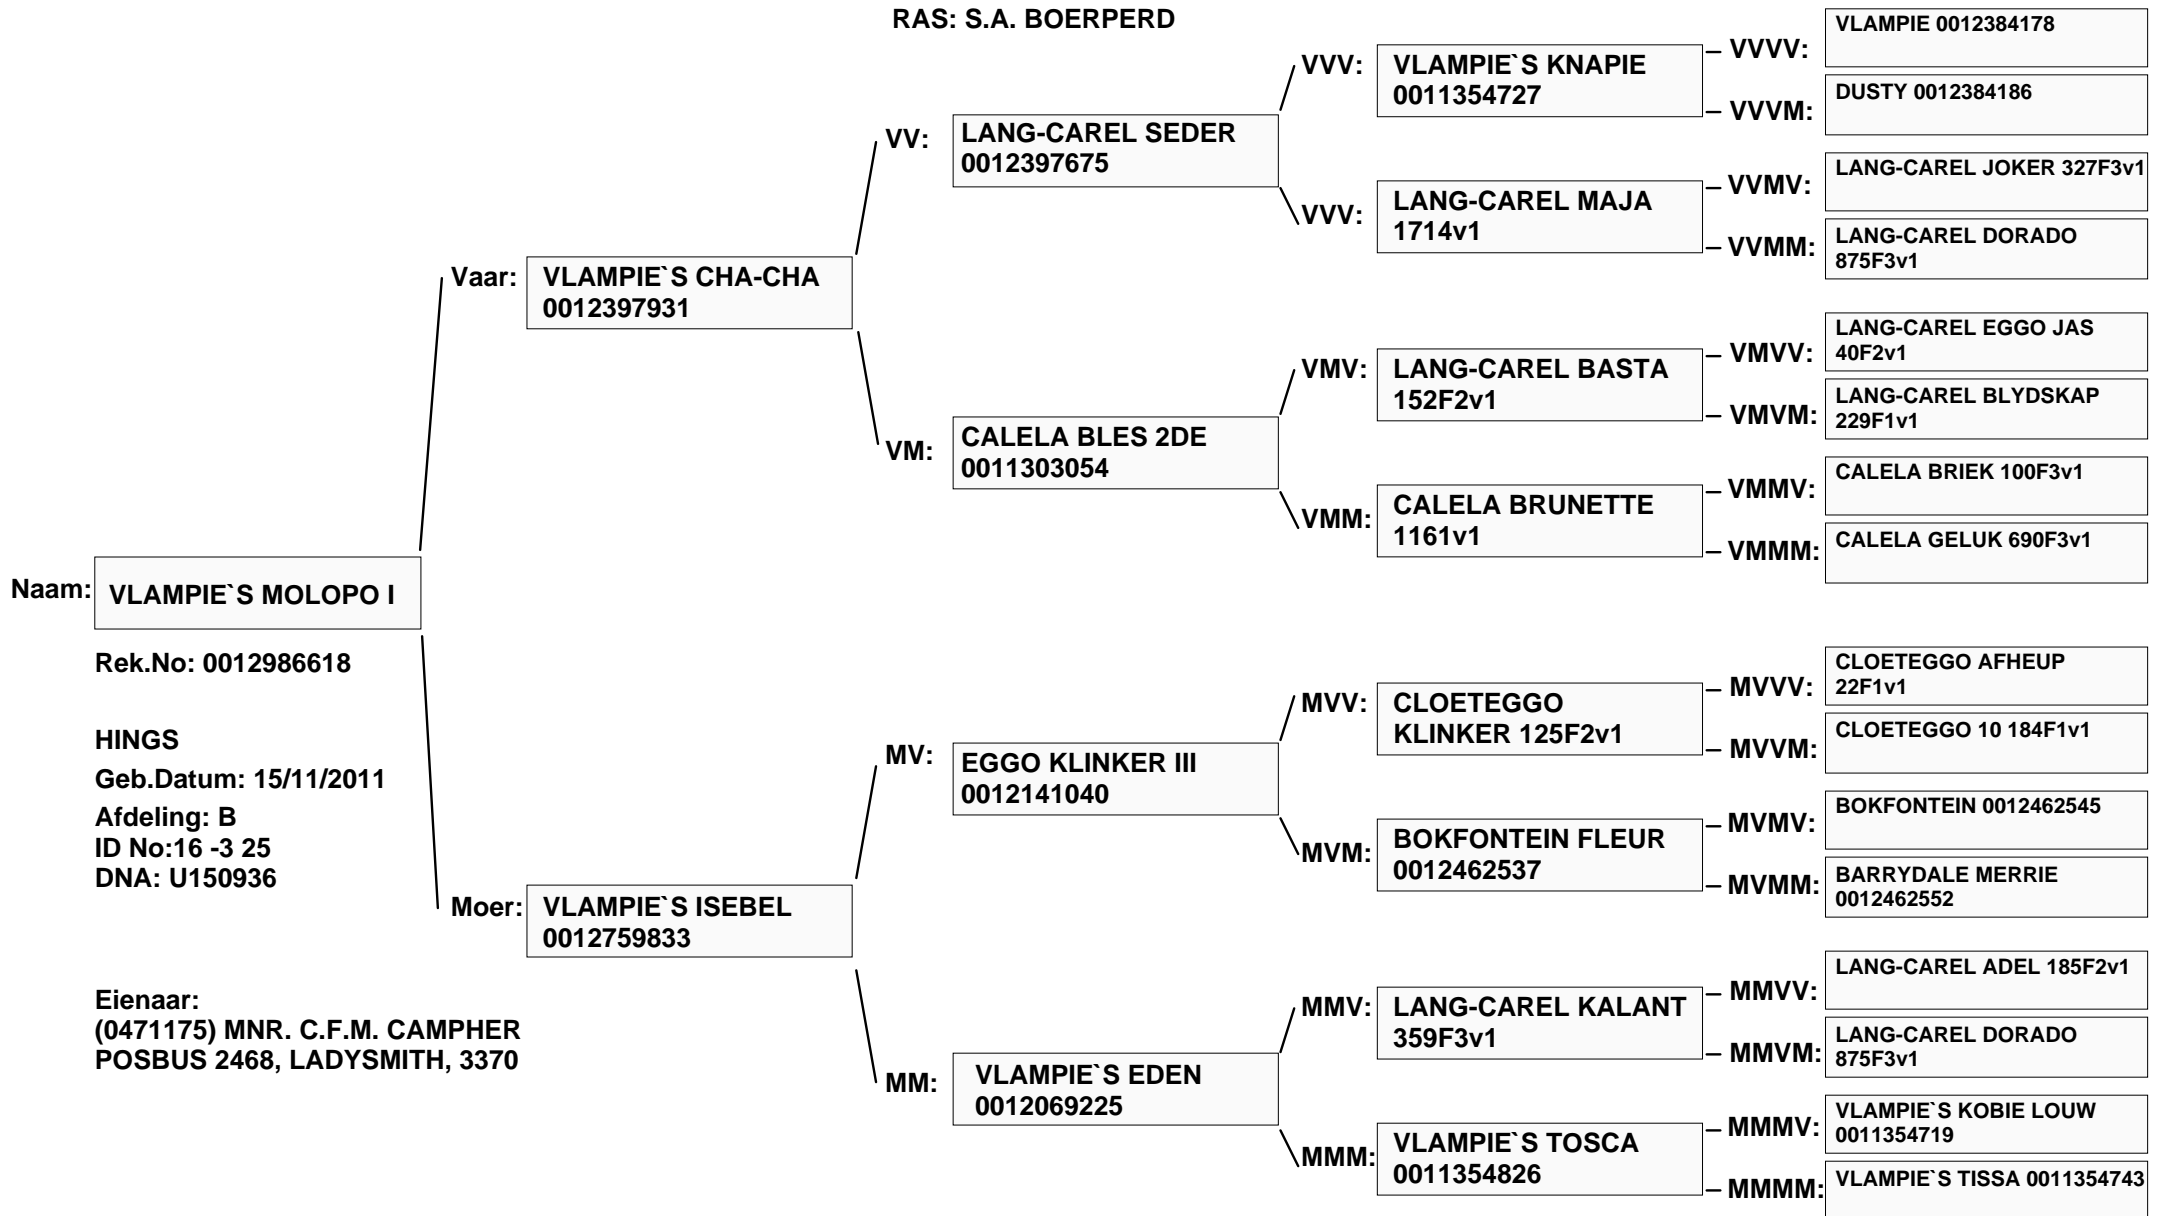 RAS: S.A. BOERPERD
Naam:
VLAMPIE`S MOLOPO I
Rek.No: 0012986618
HINGS
Geb.Datum: 15/11/2011
Afdeling: B
ID No:16 -3 25
DNA: U150936
Eienaar:
(0471175) MNR. C.F.M. CAMPHER
POSBUS 2468, LADYSMITH, 3370
Vaar:
VLAMPIE`S CHA-CHA
0012397931
Moer:
VLAMPIE`S ISEBEL
0012759833
VV:
LANG-CAREL SEDER
0012397675
VM:
CALELA BLES 2DE
0011303054
MV:
EGGO KLINKER III
0012141040
MM:
VLAMPIE`S EDEN
0012069225
VVV:
VLAMPIE`S KNAPIE
0011354727
VVV:
LANG-CAREL MAJA
1714v1
VMV:
LANG-CAREL BASTA
152F2v1
VMM:
CALELA BRUNETTE
1161v1
MVV:
CLOETEGGO
KLINKER 125F2v1
MVM:
BOKFONTEIN FLEUR
0012462537
MMV:
LANG-CAREL KALANT
359F3v1
MMM:
VLAMPIE`S TOSCA
0011354826
VVVV:
VLAMPIE 0012384178
VVVM:
DUSTY 0012384186
VVMV:
LANG-CAREL JOKER 327F3v1
VVMM:
LANG-CAREL DORADO
875F3v1
VMVV:
LANG-CAREL EGGO JAS
40F2v1
VMVM:
LANG-CAREL BLYDSKAP
229F1v1
VMMV:
CALELA BRIEK 100F3v1
VMMM:
CALELA GELUK 690F3v1
MVVV:
CLOETEGGO AFHEUP
22F1v1
MVVM:
CLOETEGGO 10 184F1v1
MVMV:
BOKFONTEIN 0012462545
MVMM:
BARRYDALE MERRIE
0012462552
MMVV:
LANG-CAREL ADEL 185F2v1
MMVM:
LANG-CAREL DORADO
875F3v1
MMMV:
VLAMPIE`S KOBIE LOUW
0011354719
MMMM:
VLAMPIE`S TISSA 0011354743